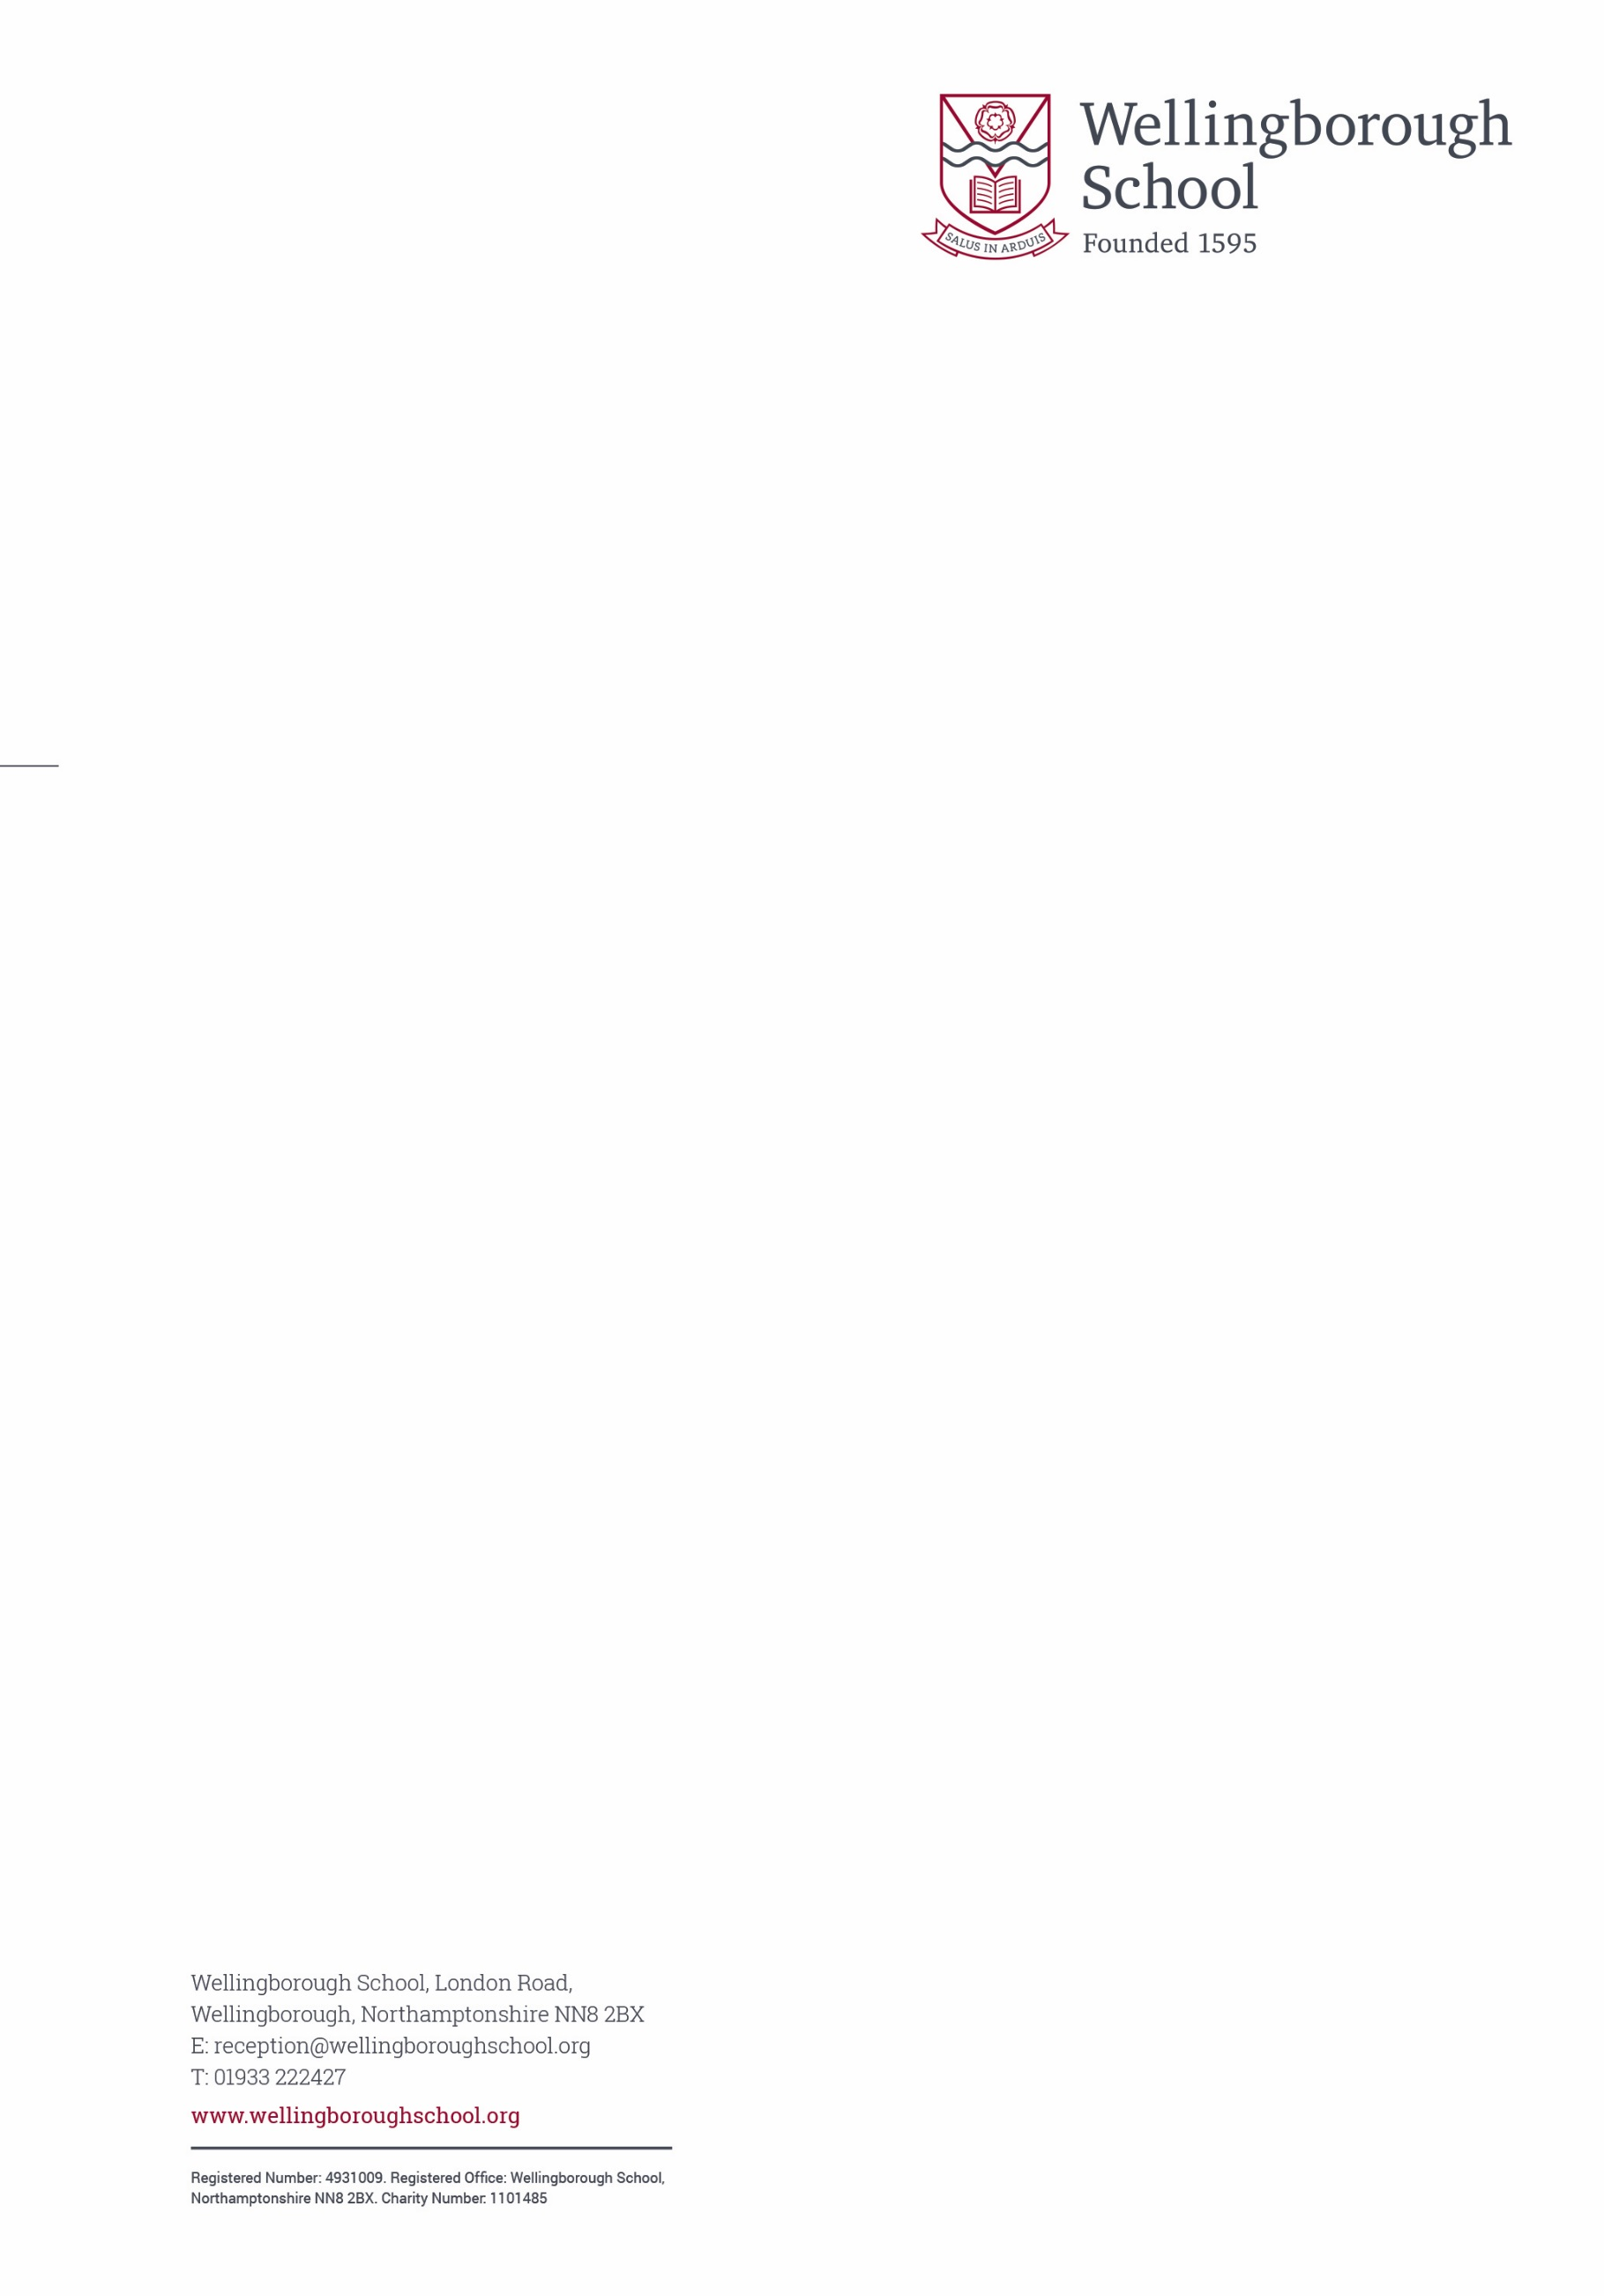 Wellingborough
School
Founded 1595
SALUS IN ARDUIS
Wellingborough School, London Road,
Wellingborough, Northamptonshire NN8 2BX
E: reception@wellingboroughschool.org
T: 01933 222427
www.wellingboroughschool.org
Registered Number: 4931009. Registered Office: Wellingborough School,
Northamptonshire NN8 2BX. Charity Number: 1101485